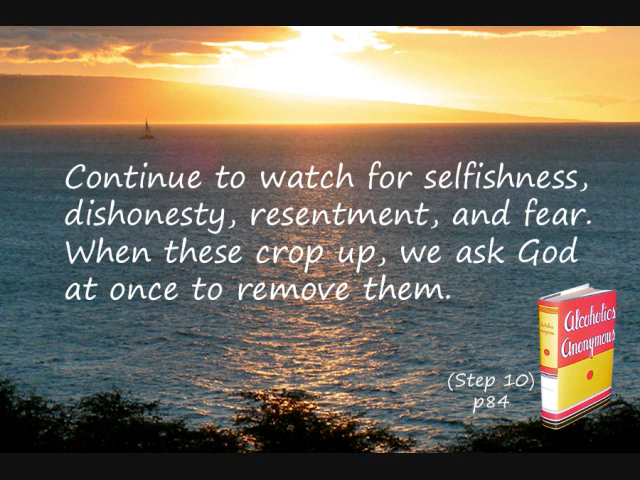 Continue to watch for selfishness,
dishonesty, resentment, and fear.
When these crop up, we ask God
at once to remove them.
(Step 10)
p84
Alcoholics
Anonymous